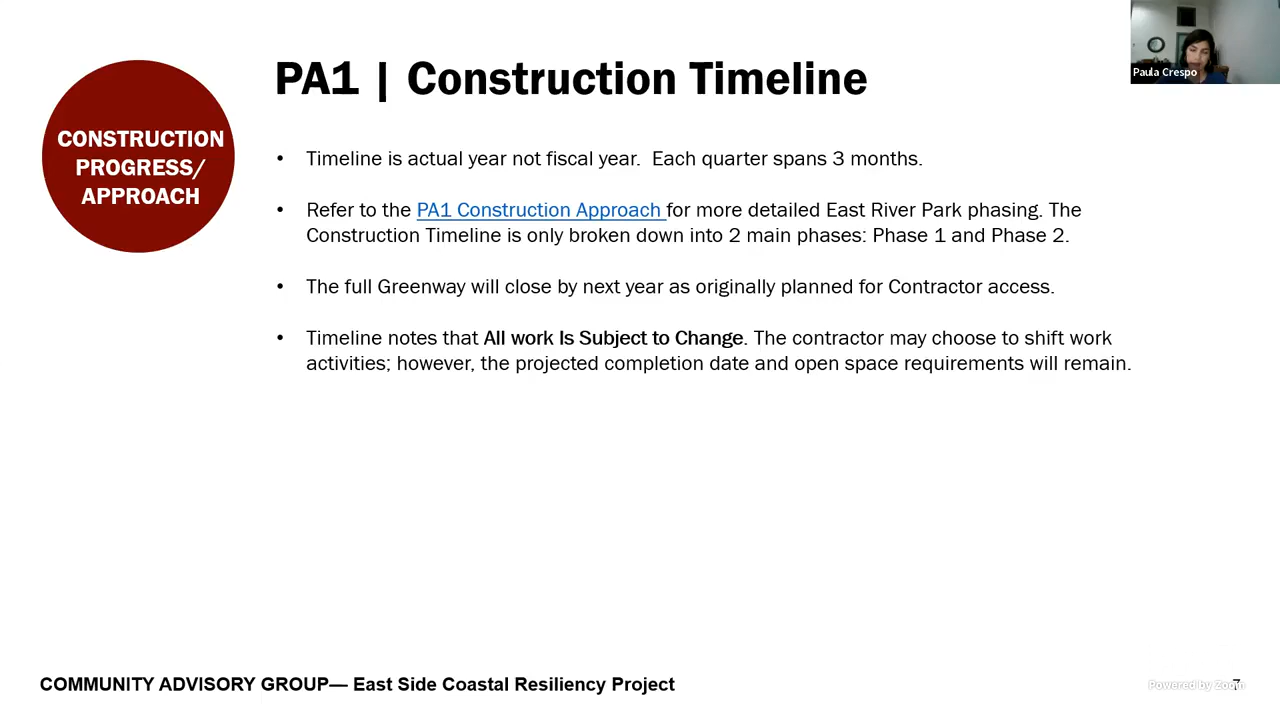 CONSTRUCTION
PROGRESS/
APPROACH
PA1 | Construction Timeline
• Timeline is actual year not fiscal year.  Each quarter spans 3 months.
• Refer to the PA1 Construction Approach for more detailed East River Park phasing. The
Construction Timeline is only broken down into 2 main phases: Phase 1 and Phase 2.
• The full Greenway will close by next year as originally planned for Contractor access.
• Timeline notes that All work Is Subject to Change. The contractor may choose to shift work
activities; however, the projected completion date and open space requirements will remain.
Paula Crespo
COMMUNITY ADVISORY GROUP— East Side Coastal Resiliency Project
Powered by Zoom
7